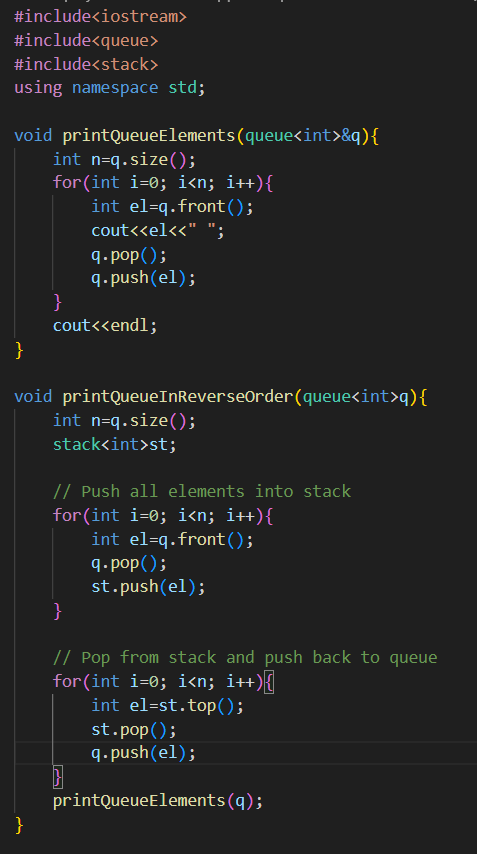 #include<iostream>
#include<queue>
#include<stack>
using namespace std;

void printQueueElements(queue<int>&q){
    int n=q.size();
    for(int i=0; i<n; i++){
        int el=q.front();
        cout<<el<<" ";
        q.pop();
        q.push(el);
    }
    cout<<endl;
}

void printQueueInReverseOrder(queue<int>q){
    int n=q.size();
    stack<int>st;

    // Push all elements into stack
    for(int i=0; i<n; i++){
        int el=q.front();
        q.pop();
        st.push(el);
    }

    // Pop from stack and push back to queue
    for(int i=0; i<n; i++){
        int el=st.top();
        st.pop();
        q.push(el);
    }
    printQueueElements(q);
}